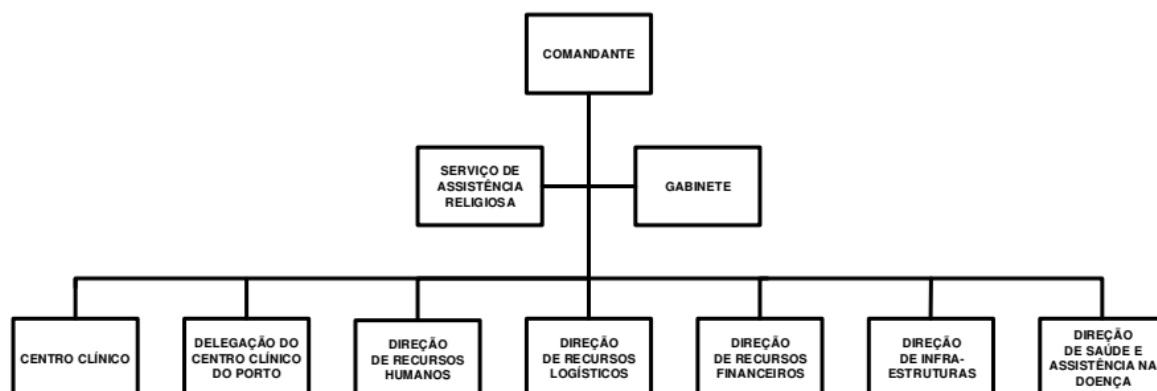 COMANDANTE
SERVIÇO DE
ASSISTÊNCIA
RELIGIOSA
GABINETE
CENTRO CLÍNICO
DELEGAÇÃO DO
CENTRO CLÍNICO
DO PORTO
DIREÇÃO
DE RECURSOS
HUMANOS
DIREÇÃO
DE RECURSOS
LOGÍSTICOS
DIREÇÃO
DE RECURSOS
FINANCEIROS
DIREÇÃO
DE INFRA-
ESTRUTURAS
DIREÇÃO
DE SAÚDE E
ASSISTÊNCIA NA
DOENÇA